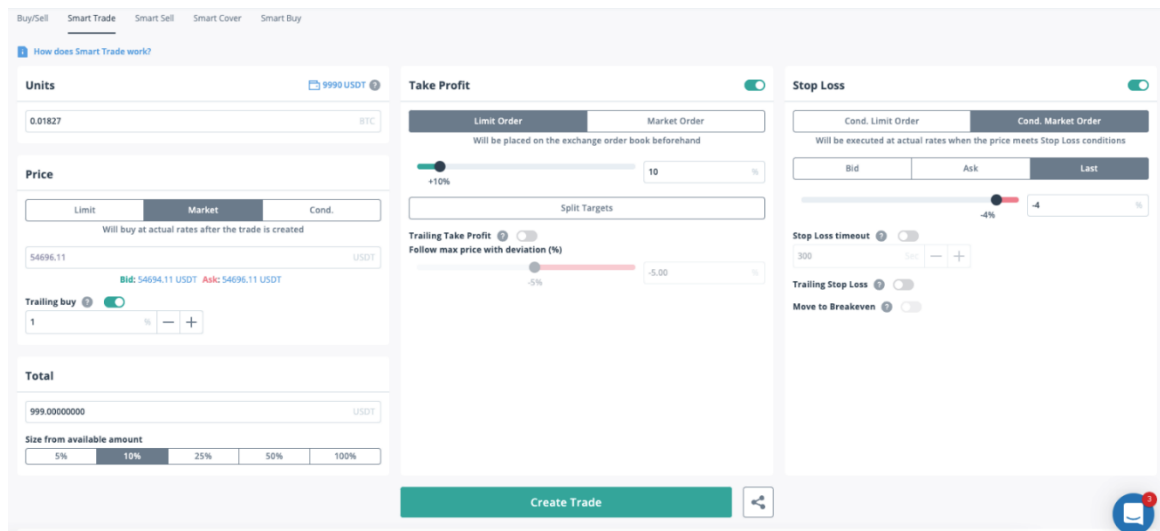 Buy/Sell Smart Trade Smart Sell Smart Cover Smart Buy
How does Smart Trade work?
Units 9990 USDT ?
0.01827 BTC
Price
Limit Market Cond.
Will buy at actual rates after the trade is created
54696.11 USDT
Bid: 54694.11 USDT Ask: 54696.11 USDT
Trailing buy ?
1 % — +
Total
999.00000000 USDT
Size from available amount
5% 10% 25% 50% 100%
Take Profit
Limit Order Market Order
Will be placed on the exchange order book beforehand
10 %
+10%
Split Targets
Trailing Take Profit ?
Follow max price with deviation (%)
-5.00 %
-5%
Stop Loss
Cond. Limit Order Cond. Market Order
Will be executed at actual rates when the price meets Stop Loss conditions
Bid Ask Last
-4 %
-4%
Stop Loss timeout ?
300 Sec — +
Trailing Stop Loss ?
Move to Breakeven ?
Create Trade
3